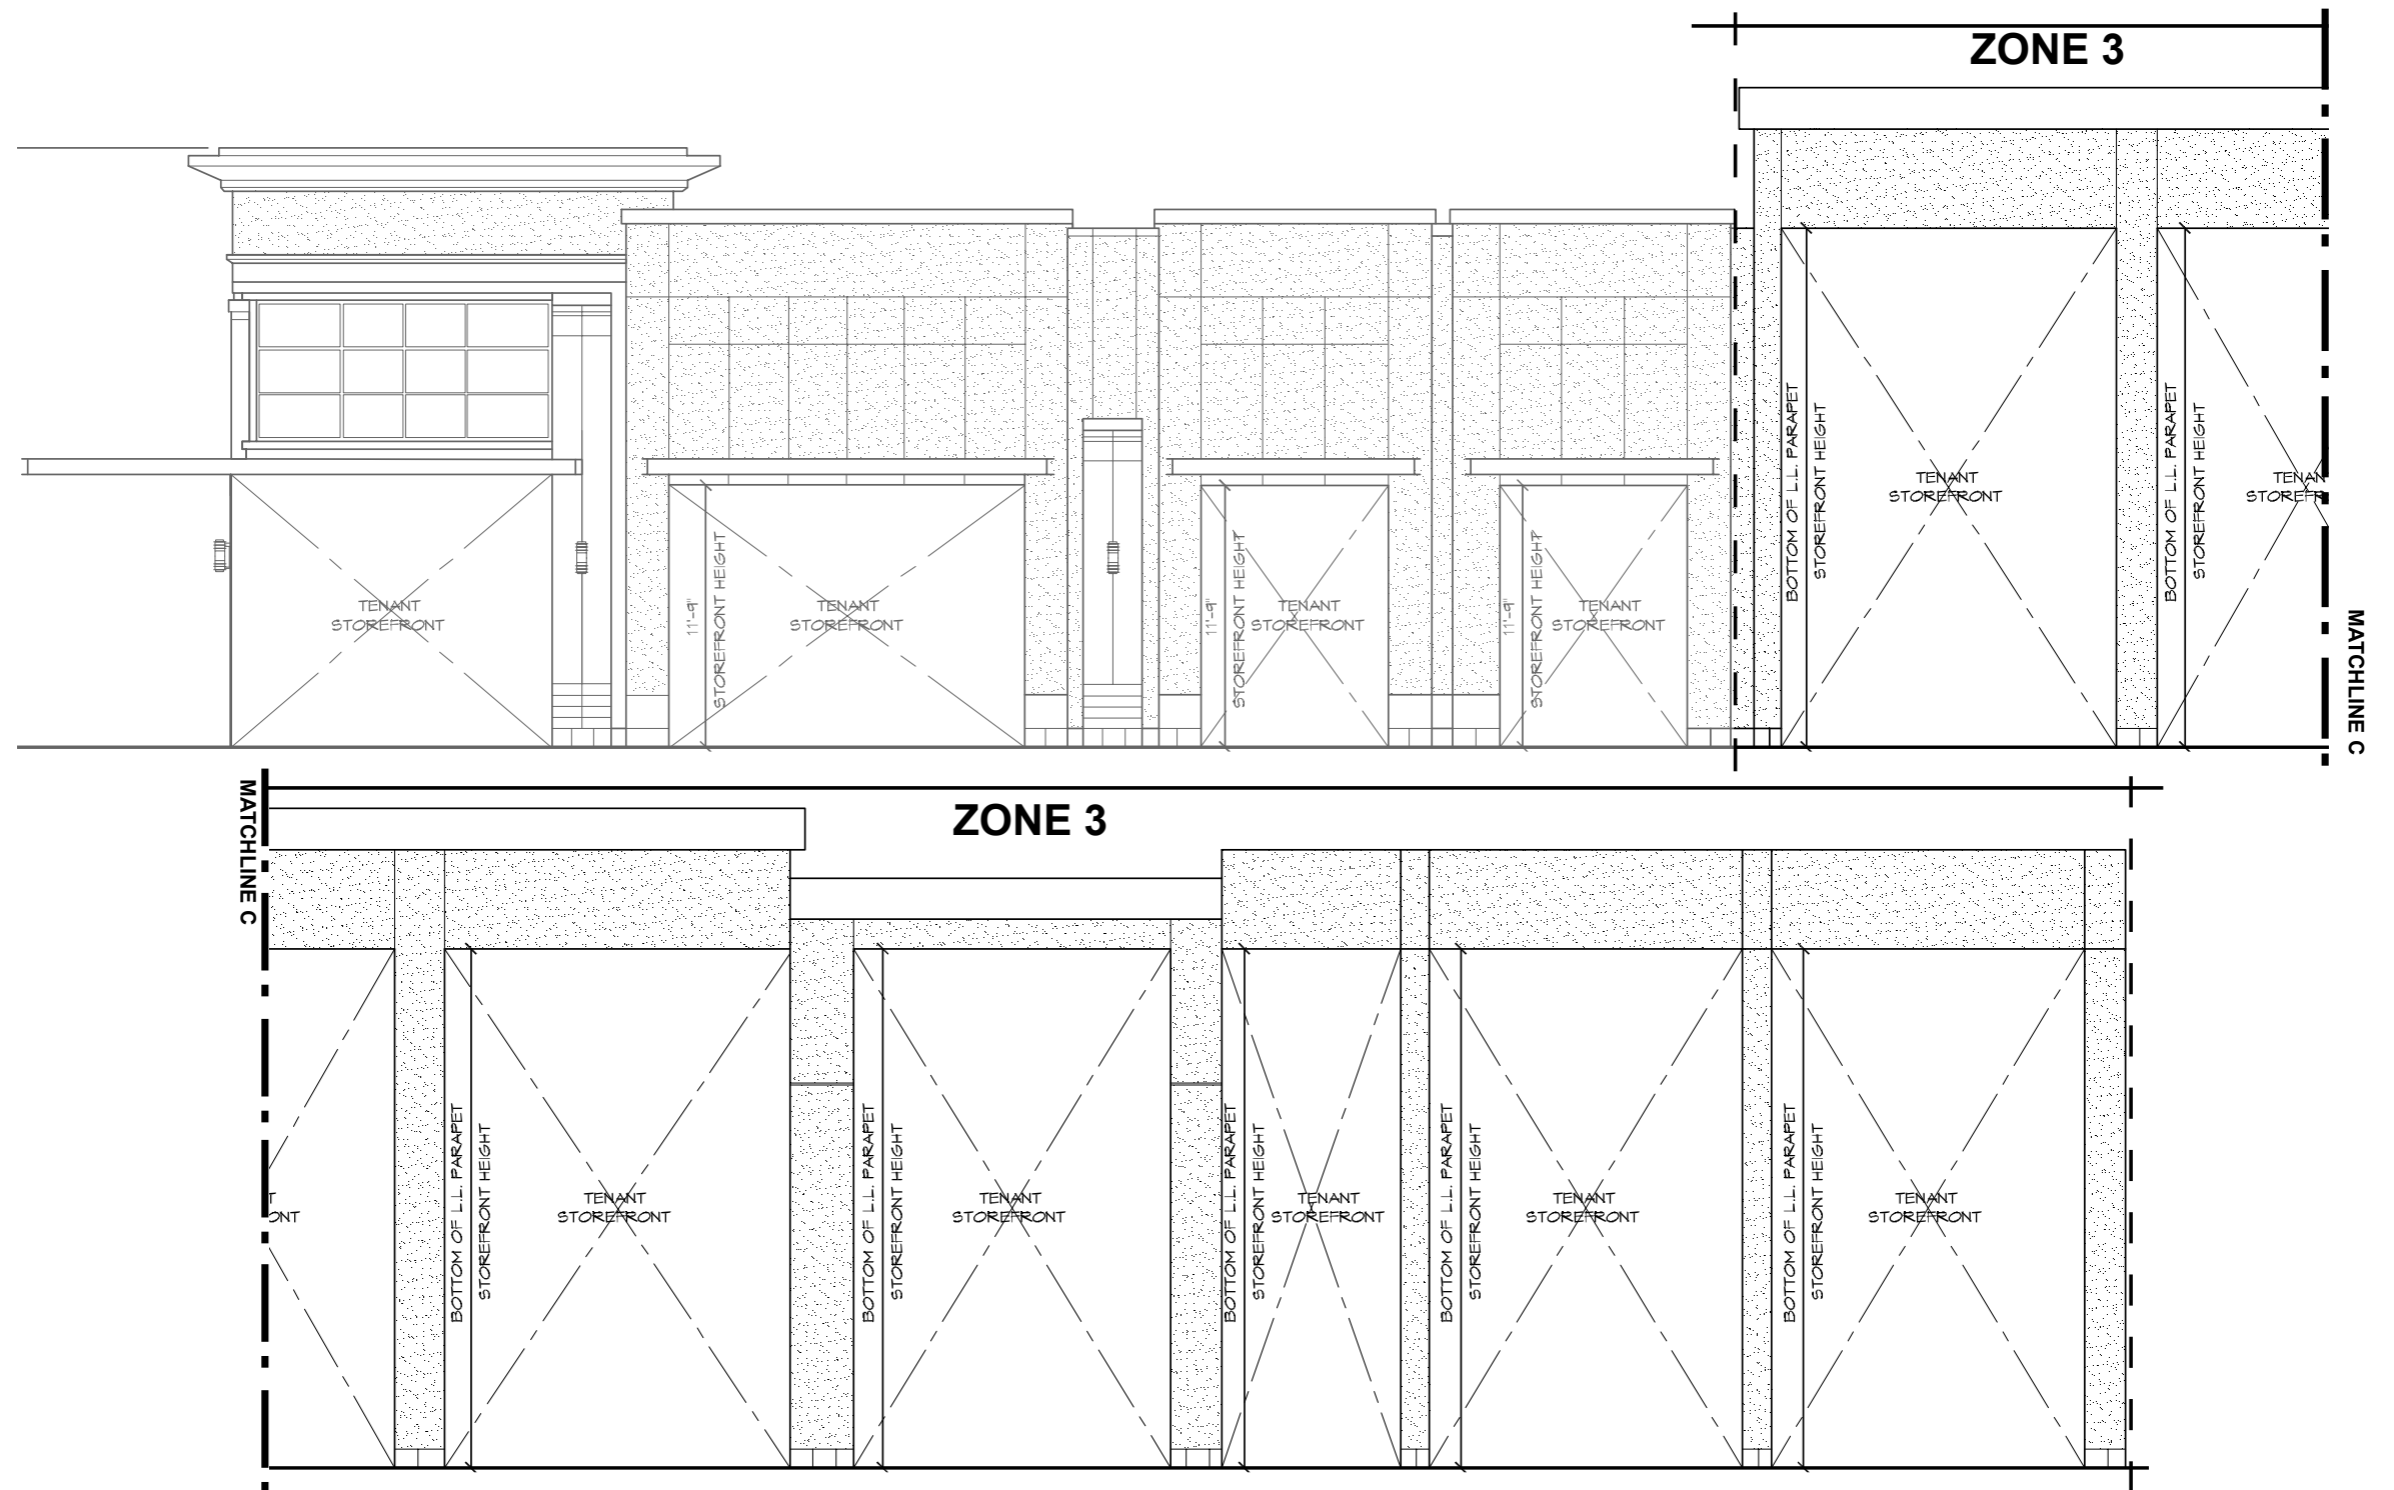 ZONE 3
BOTTOM OF L.L. PARAPET
STOREFRONT HEIGHT
TENANT
STOREFRONT
BOTTOM OF L.L. PARAPET
STOREFRONT HEIGHT
TENAN
STOREFR
MATCHLINE C
TENANT
STOREFRONT
11'-9"
STOREFRONT HEIGHT
TENANT
STOREFRONT
11'-9"
STOREFRONT HEIGHT
TENANT
STOREFRONT
11'-9"
STOREFRONT HEIGHT
TENANT
STOREFRONT
MATCHLINE C
ZONE 3
T
ONT
BOTTOM OF L.L. PARAPET
STOREFRONT HEIGHT
TENANT
STOREFRONT
BOTTOM OF L.L. PARAPET
STOREFRONT HEIGHT
TENANT
STOREFRONT
BOTTOM OF L.L. PARAPET
STOREFRONT HEIGHT
TENANT
STOREFRONT
BOTTOM OF L.L. PARAPET
STOREFRONT HEIGHT
TENANT
STOREFRONT
BOTTOM OF L.L. PARAPET
STOREFRONT HEIGHT
TENANT
STOREFRONT